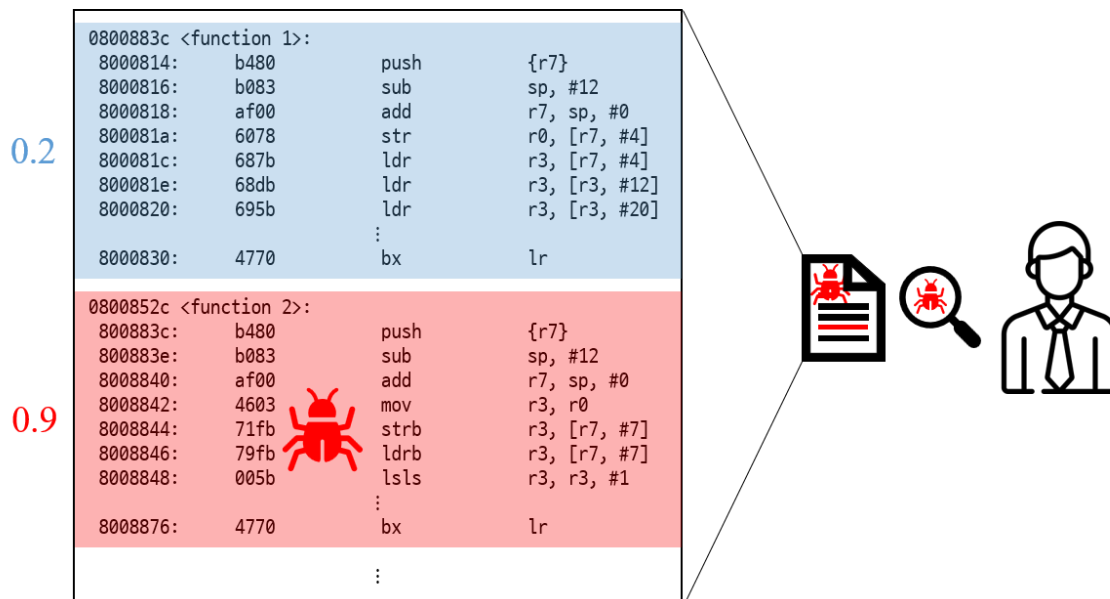 0800883c <function 1>:
8000814: b480 push {r7}
8000816: b083 sub sp, #12
8000818: af00 add r7, sp, #0
800081a: 6078 str r0, [r7, #4]
800081c: 687b ldr r3, [r7, #4]
800081e: 68db ldr r3, [r3, #12]
8000820: 695b ldr r3, [r3, #20]
⋮
8000830: 4770 bx lr
0.2
0800852c <function 2>:
800883c: b480 push {r7}
800883e: b083 sub sp, #12
8008840: af00 add r7, sp, #0
8008842: 4603 mov r3, r0
8008844: 71fb strb r3, [r7, #7]
8008846: 79fb ldrb r3, [r7, #7]
8008848: 005b lsls r3, r3, #1
⋮
8008876: 4770 bx lr
0.9
⋮